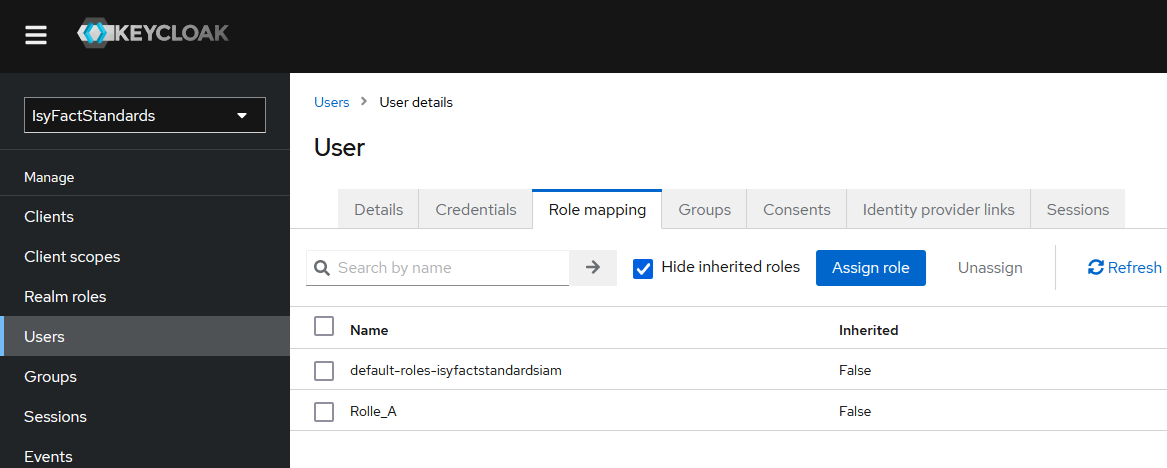 KEYCLOAK
IsyFactStandards
Manage
Clients
Client scopes
Realm roles
Users
Groups
Sessions
Events
Users > User details
User
Details Credentials Role mapping Groups Consents Identity provider links Sessions
Search by name Hide inherited roles Assign role Unassign Refresh
Name Inherited
default-roles-isyfactstandardsiam False
Rolle_A False